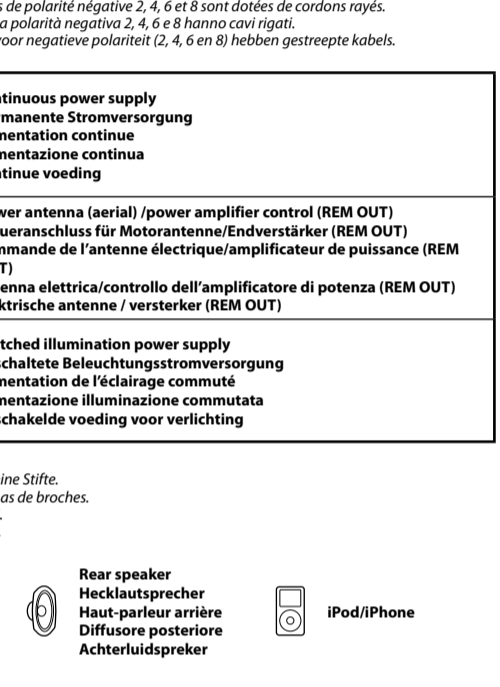 s de polarité négative 2, 4, 6 et 8 sont dotées de cordons rayés.
a polarità negativa 2, 4, 6 e 8 hanno cavi rigati.
voor negatieve polariteit (2, 4, 6 en 8) hebben gestreepte kabels.
ntinuous power supply
rmanente Stromversorgung
mentation continue
mentazione continua
ntinue voeding
wer antenna (aerial) /power amplifier control (REM OUT)
ueranschluss für Motorantenne/Endverstärker (REM OUT)
mmande de l’antenne électrique/amplificateur de puissance (REM
T)
enna elettrica/controllo dell’amplificatore di potenza (REM OUT)
ktrische antenne / versterker (REM OUT)
tched illumination power supply
schaltete Beleuchtungsstromversorgung
mentation de l’éclairage commuté
mentazione illuminazione commutata
schakelde voeding voor verlichting
ine Stifte.
as de broches.
Rear speaker
Hecklautsprecher
Haut-parleur arrière
Diffusore posteriore
Achterluidspreker
iPod/iPhone